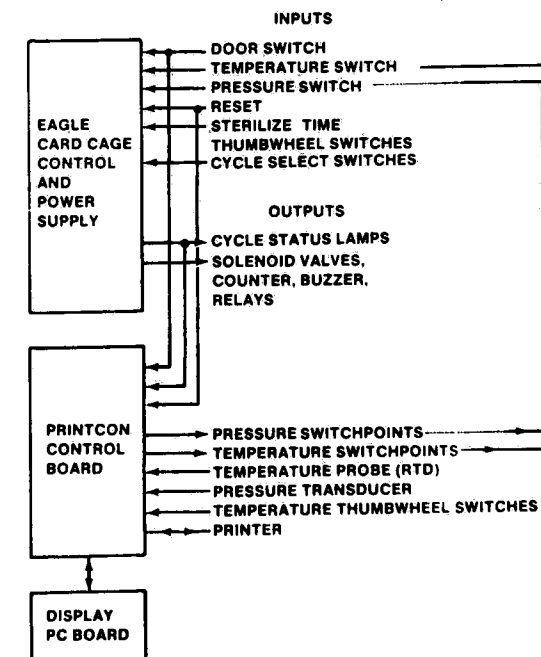 INPUTS
DOOR SWITCH
TEMPERATURE SWITCH
PRESSURE SWITCH
RESET
STERILIZE TIME
THUMBWHEEL SWITCHES
CYCLE SELECT SWITCHES
EAGLE
CARD CAGE
CONTROL
AND
POWER
SUPPLY
OUTPUTS
CYCLE STATUS LAMPS
SOLENOID VALVES,
COUNTER, BUZZER,
RELAYS
PRINTCON
CONTROL
BOARD
PRESSURE SWITCHPOINTS
TEMPERATURE SWITCHPOINTS
TEMPERATURE PROBE (RTD)
PRESSURE TRANSDUCER
TEMPERATURE THUMBWHEEL SWITCHES
PRINTER
DISPLAY
PC BOARD